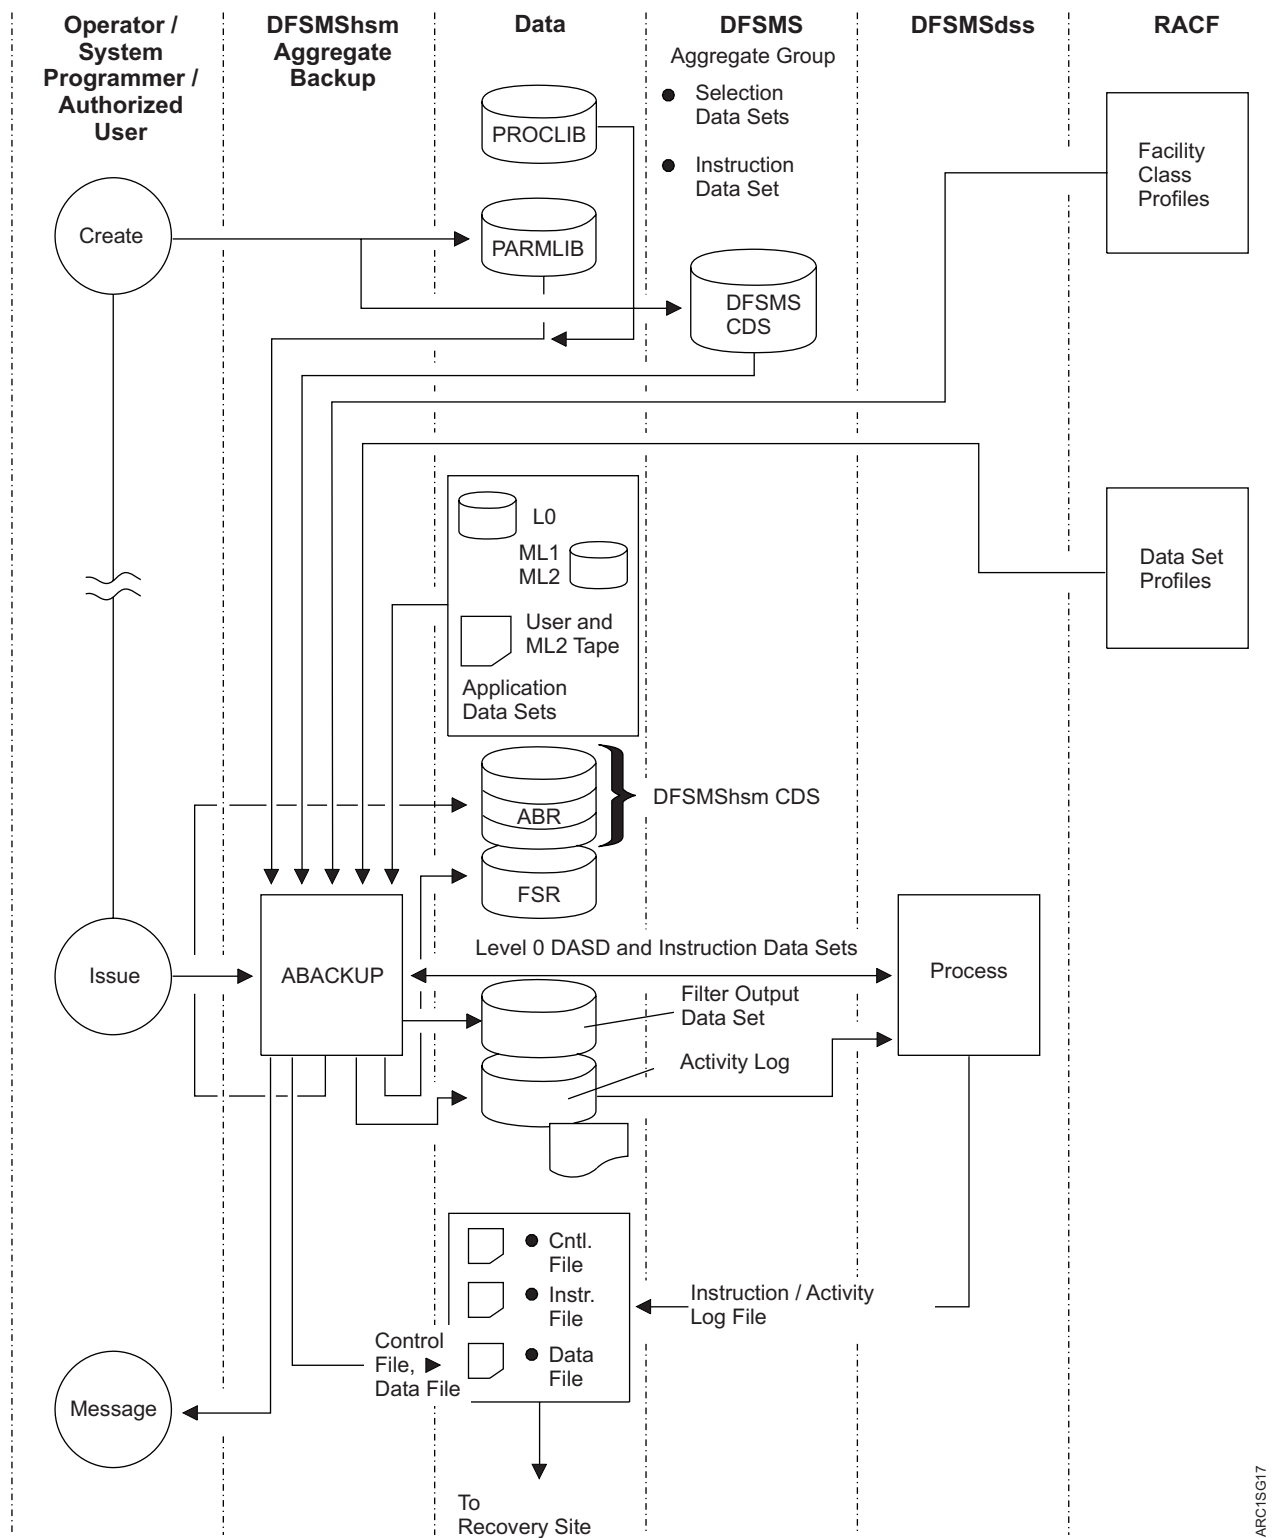 Operator /
System
Programmer /
Authorized
User
DFSMShsm
Aggregate
Backup
Data
DFSMS
Aggregate Group
Selection
Data Sets
Instruction
Data Set
DFSMSdss
RACF
PROCLIB
Facility
Class
Profiles
Create
PARMLIB
DFSMS
CDS
L0
ML1
ML2
User and
ML2 Tape
Application
Data Sets
Data Set
Profiles
ABR
DFSMShsm CDS
FSR
Level 0 DASD and Instruction Data Sets
Issue
ABACKUP
Process
Filter Output
Data Set
Activity Log
Cntl.
File
Instr.
File
Data
File
Instruction / Activity
Log File
Control
File,
Data File
Message
To
Recovery Site
ARC1SG17